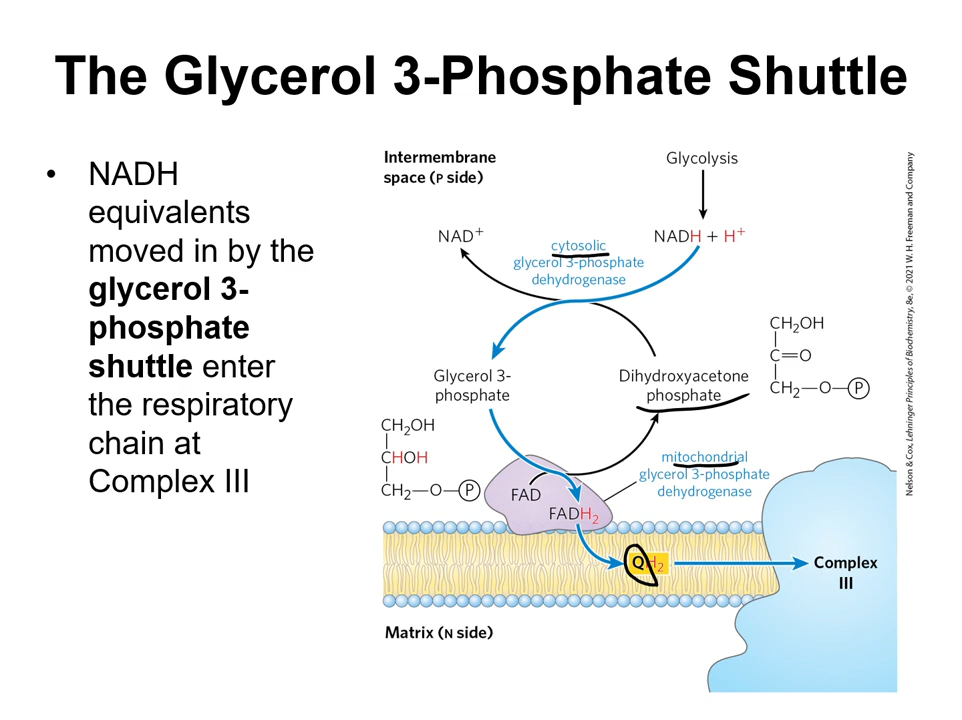 The Glycerol 3-Phosphate Shuttle
• NADH
equivalents
moved in by the
glycerol 3-
phosphate
shuttle enter
the respiratory
chain at
Complex III
Intermembrane
space (P side)
Glycolysis
NAD+
NADH + H+
cytosolic
glycerol 3-phosphate
dehydrogenase
Glycerol 3-
phosphate
Dihydroxyacetone
phosphate
CH2OH
C=O
CH2—O—P
CH2OH
CHOH
CH2—O—P
mitochondrial
glycerol 3-phosphate
dehydrogenase
FAD
FADH2
QH2
Complex
III
Matrix (N side)
Nelson & Cox, Lehninger Principles of Biochemistry, 8e, © 2021 W. H. Freeman and Company